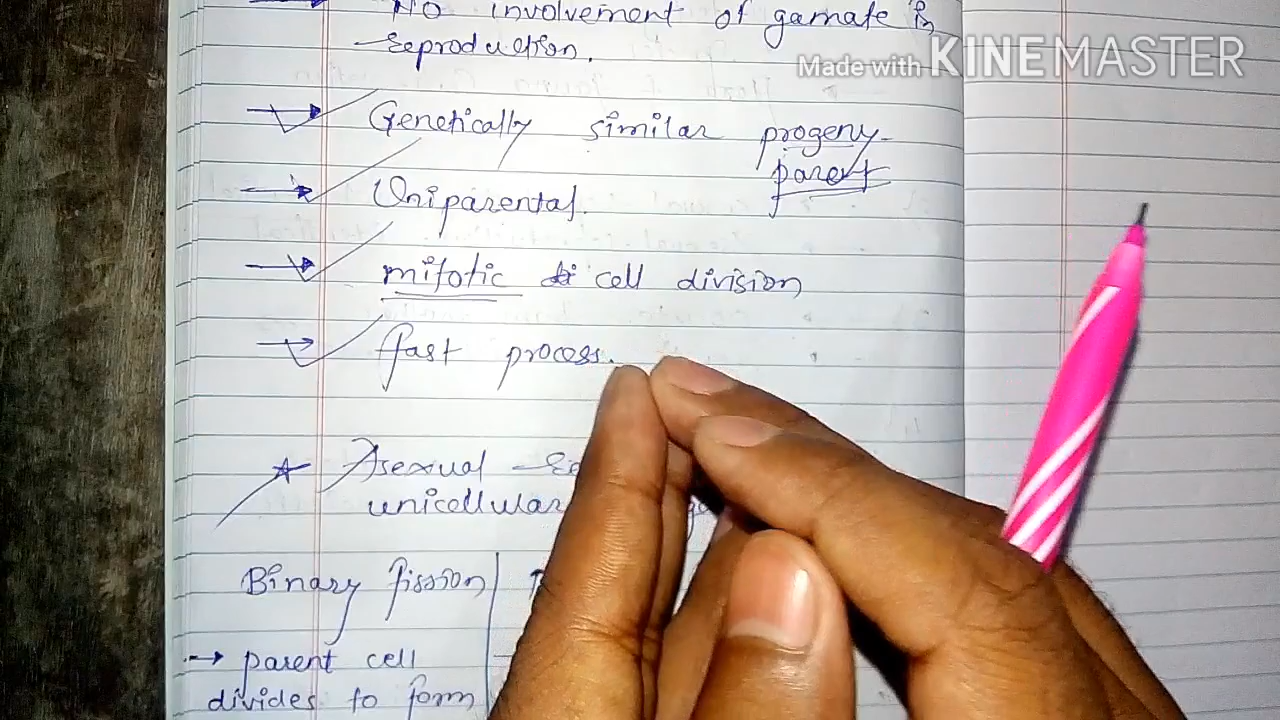 No involvement of gamate in
reproduction.
Made with KINEMASTER
Genetically similar progeny-
parent
Uniparental.
mitotic cell division
fast process.
Asexual
unicellular
Binary fission
parent cell
divides to form